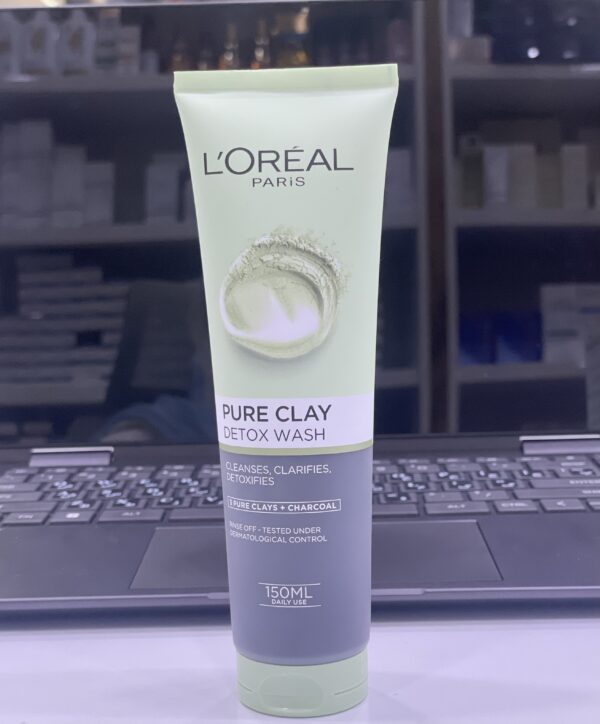 L'ORÉAL
PARIS
PURE CLAY
DETOX WASH
CLEANSES, CLARIFIES,
DETOXIFIES
3 PURE CLAYS + CHARCOAL
RINSE OFF - TESTED UNDER
DERMATOLOGICAL CONTROL
150ML
DAILY USE